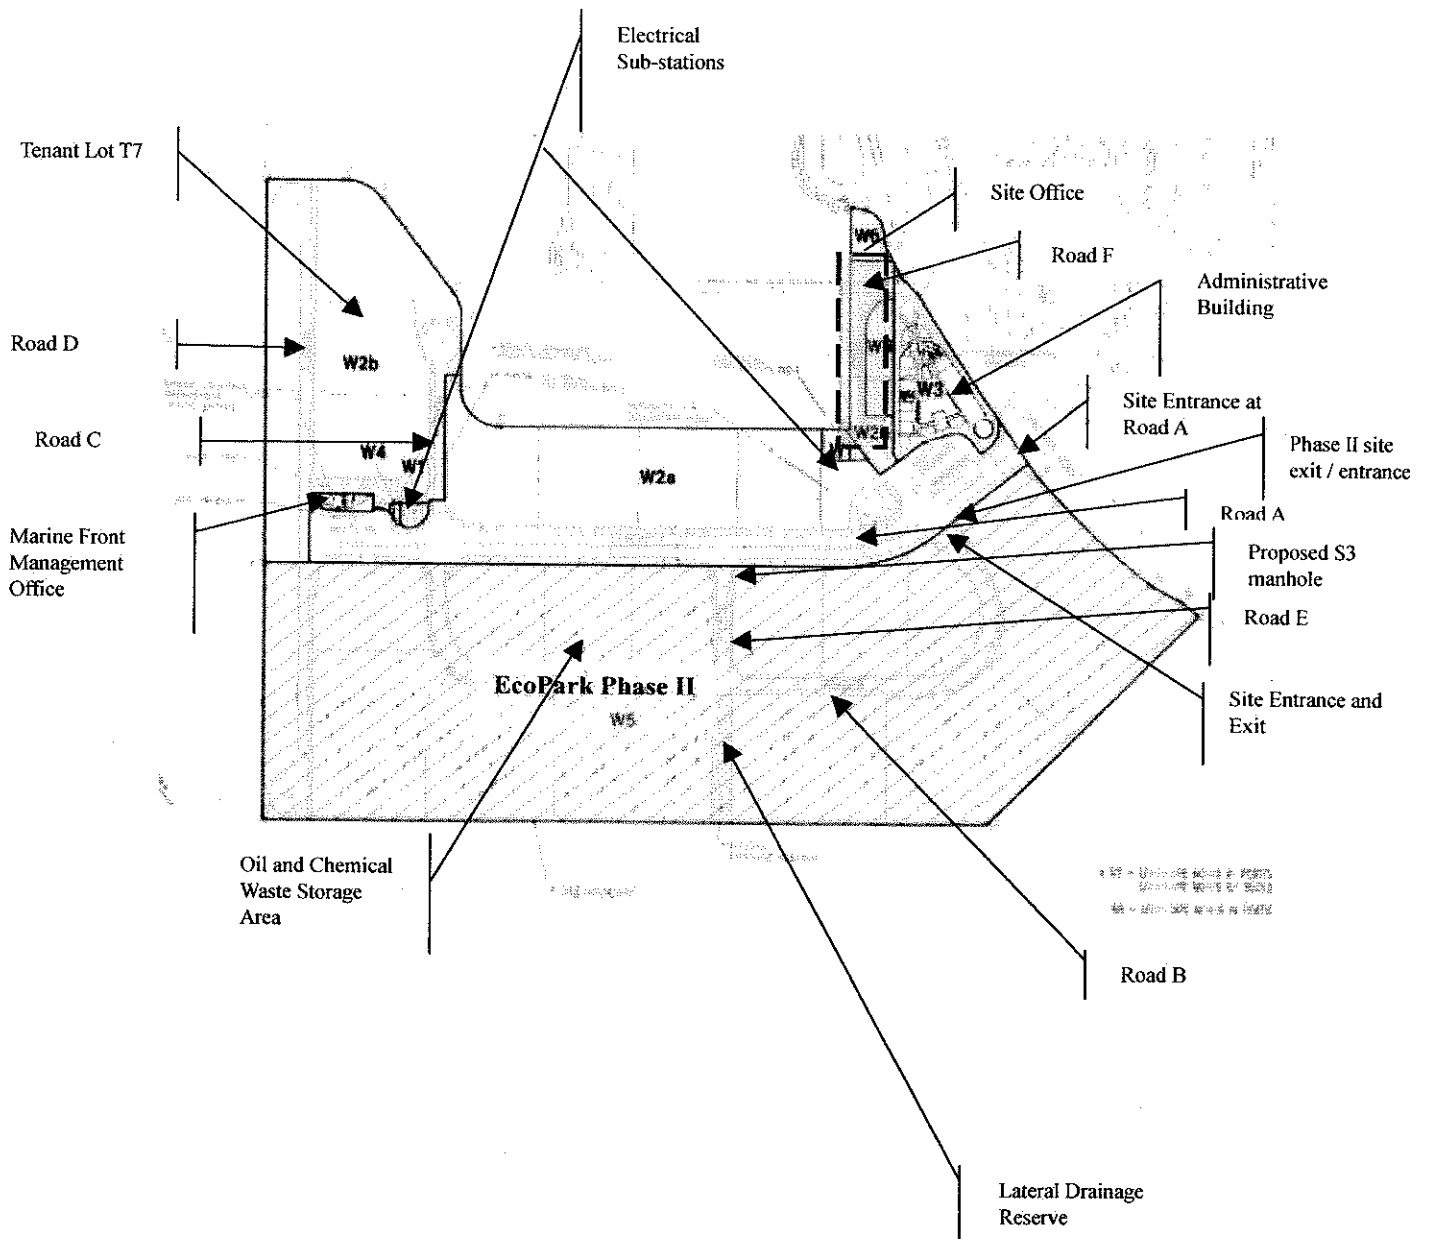 Electrical
Sub-stations
Tenant Lot T7
Site Office
W6
Road F
Administrative
Building
Road D
W2b
W3
Site Entrance at
Road A
Road C
W4
Phase II site
exit / entrance
W2a
Road A
Marine Front
Management
Office
Proposed S3
manhole
Road E
EcoPark Phase II
W5
Site Entrance and
Exit
Oil and Chemical
Waste Storage
Area
Road B
Lateral Drainage
Reserve